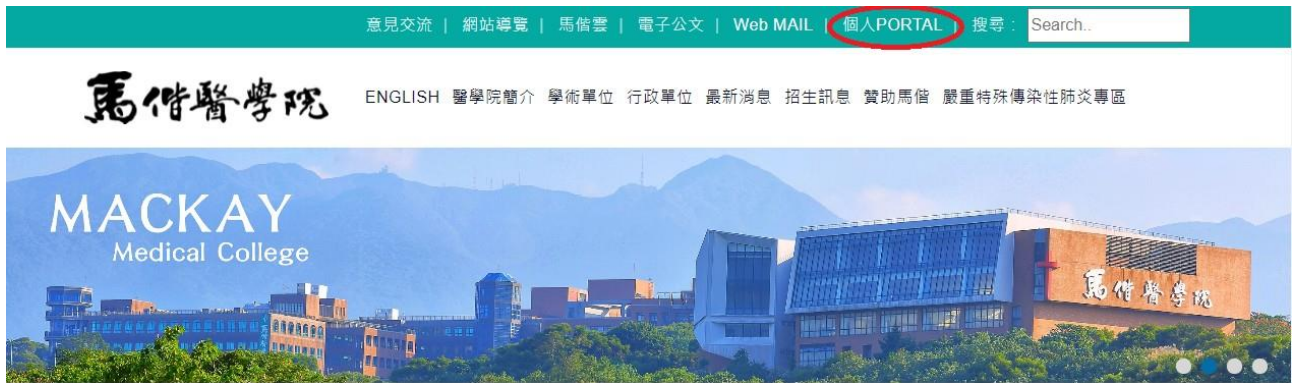 意見交流 | 網站導覽 | 馬偕雲 | 電子公文 | Web MAIL | 個人PORTAL | 搜尋 : Search..
馬偕醫學院
ENGLISH 醫學院簡介 學術單位 行政單位 最新消息 招生訊息 贊助馬偕 嚴重特殊傳染性肺炎專區
MACKAY
Medical College
馬偕醫學院